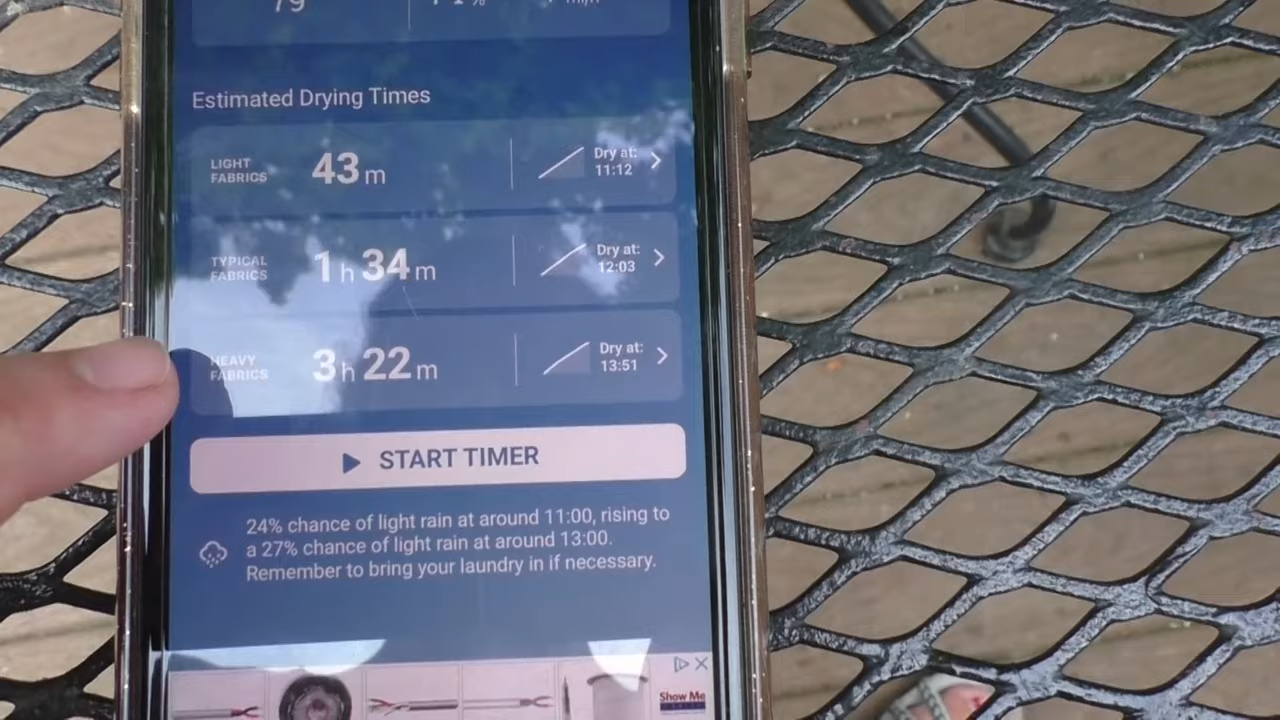 79
%
Estimated Drying Times
LIGHT
FABRICS
43 m
Dry at:
11:12
TYPICAL
FABRICS
1 h 34 m
Dry at:
12:03
HEAVY
FABRICS
3 h 22 m
Dry at:
13:51
START TIMER
24% chance of light rain at around 11:00, rising to
a 27% chance of light rain at around 13:00.
Remember to bring your laundry in if necessary.
Show Me